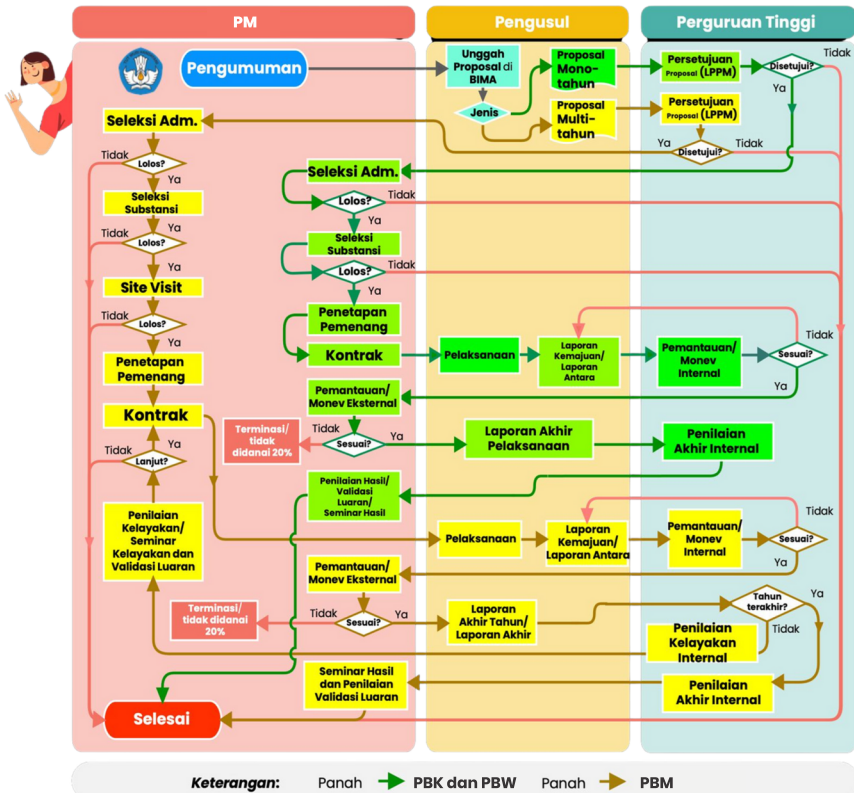 PM
Pengusul
Perguruan Tinggi
Pengumuman
Unggah
Proposal di
BIMA
Jenis
Proposal
Mono-
tahun
Persetujuan
Proposal (LPPM)
Disetujui?
Tidak
Ya
Proposal
Multi-
tahun
Persetujuan
Proposal (LPPM)
Disetujui?
Ya
Tidak
Seleksi Adm.
Lolos?
Tidak
Ya
Seleksi
Substansi
Lolos?
Tidak
Ya
Site Visit
Lolos?
Tidak
Ya
Penetapan
Pemenang
Kontrak
Ya
Tidak
Lanjut?
Penilaian
Kelayakan/
Seminar
Kelayakan dan
Validasi Luaran
Seleksi Adm.
Lolos?
Tidak
Ya
Seleksi
Substansi
Lolos?
Tidak
Ya
Penetapan
Pemenang
Kontrak
Pelaksanaan
Laporan
Kemajuan/
Laporan
Antara
Pemantauan/
Monev
Internal
Sesuai?
Tidak
Ya
Pemantauan/
Monev Eksternal
Terminasi/
tidak
didanai 20%
Tidak
Sesuai?
Ya
Laporan Akhir
Pelaksanaan
Penilaian
Akhir Internal
Penilaian Hasil/
Validasi
Luaran/
Seminar Hasil
Pelaksanaan
Laporan
Kemajuan/
Laporan Antara
Pemantauan/
Monev
Internal
Sesuai?
Tidak
Ya
Pemantauan/
Monev Eksternal
Terminasi/
tidak didanai
20%
Tidak
Sesuai?
Ya
Laporan
Akhir Tahun/
Laporan Akhir
Tahun
terakhir?
Ya
Tidak
Penilaian
Kelayakan
Internal
Penilaian
Akhir Internal
Seminar Hasil
dan Penilaian
Validasi Luaran
Selesai
Keterangan: Panah PBK dan PBW Panah PBM